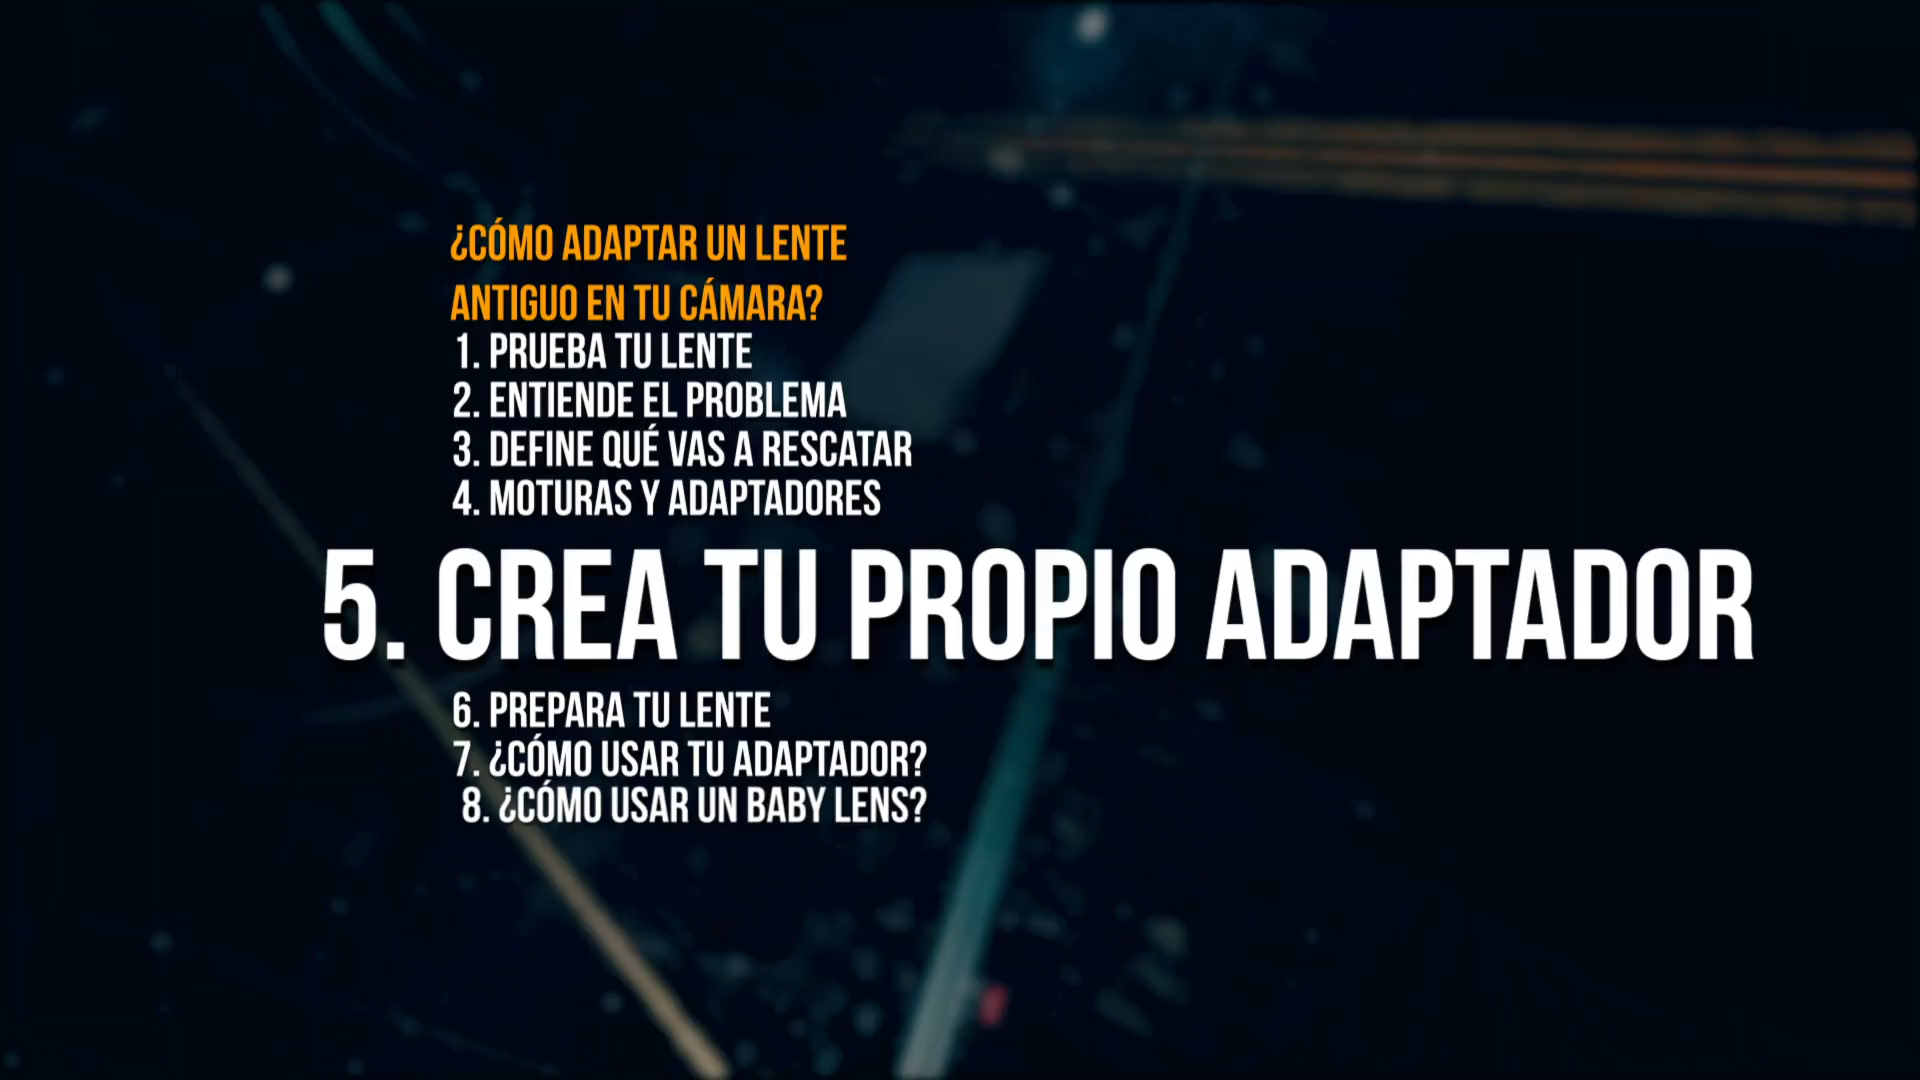 ¿CÓMO ADAPTAR UN LENTE
ANTIGUO EN TU CÁMARA?
1. PRUEBA TU LENTE
2. ENTIENDE EL PROBLEMA
3. DEFINE QUÉ VAS A RESCATAR
4. MOTURAS Y ADAPTADORES
5. CREA TU PROPIO ADAPTADOR
6. PREPARA TU LENTE
7. ¿CÓMO USAR TU ADAPTADOR?
8. ¿CÓMO USAR UN BABY LENS?